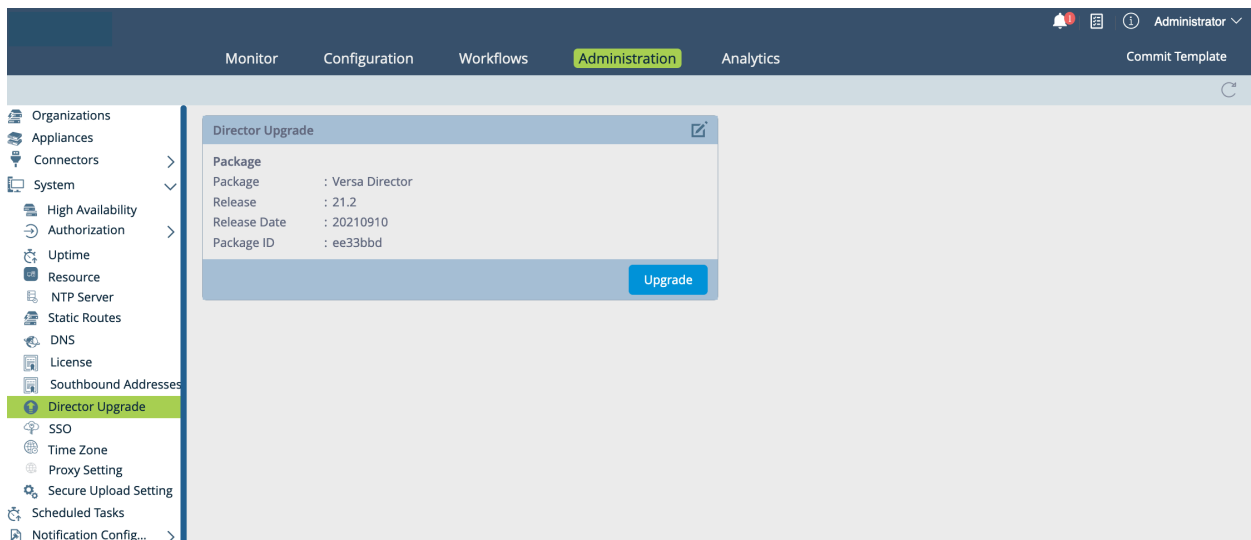 1
Administrator
Monitor Configuration Workflows Administration Analytics Commit Template
Organizations
Appliances
Connectors
System
High Availability
Authorization
Uptime
Resource
NTP Server
Static Routes
DNS
License
Southbound Addresses
Director Upgrade
SSO
Time Zone
Proxy Setting
Secure Upload Setting
Scheduled Tasks
Notification Config...
Director Upgrade
Package
Package : Versa Director
Release : 21.2
Release Date : 20210910
Package ID : ee33bbd
Upgrade